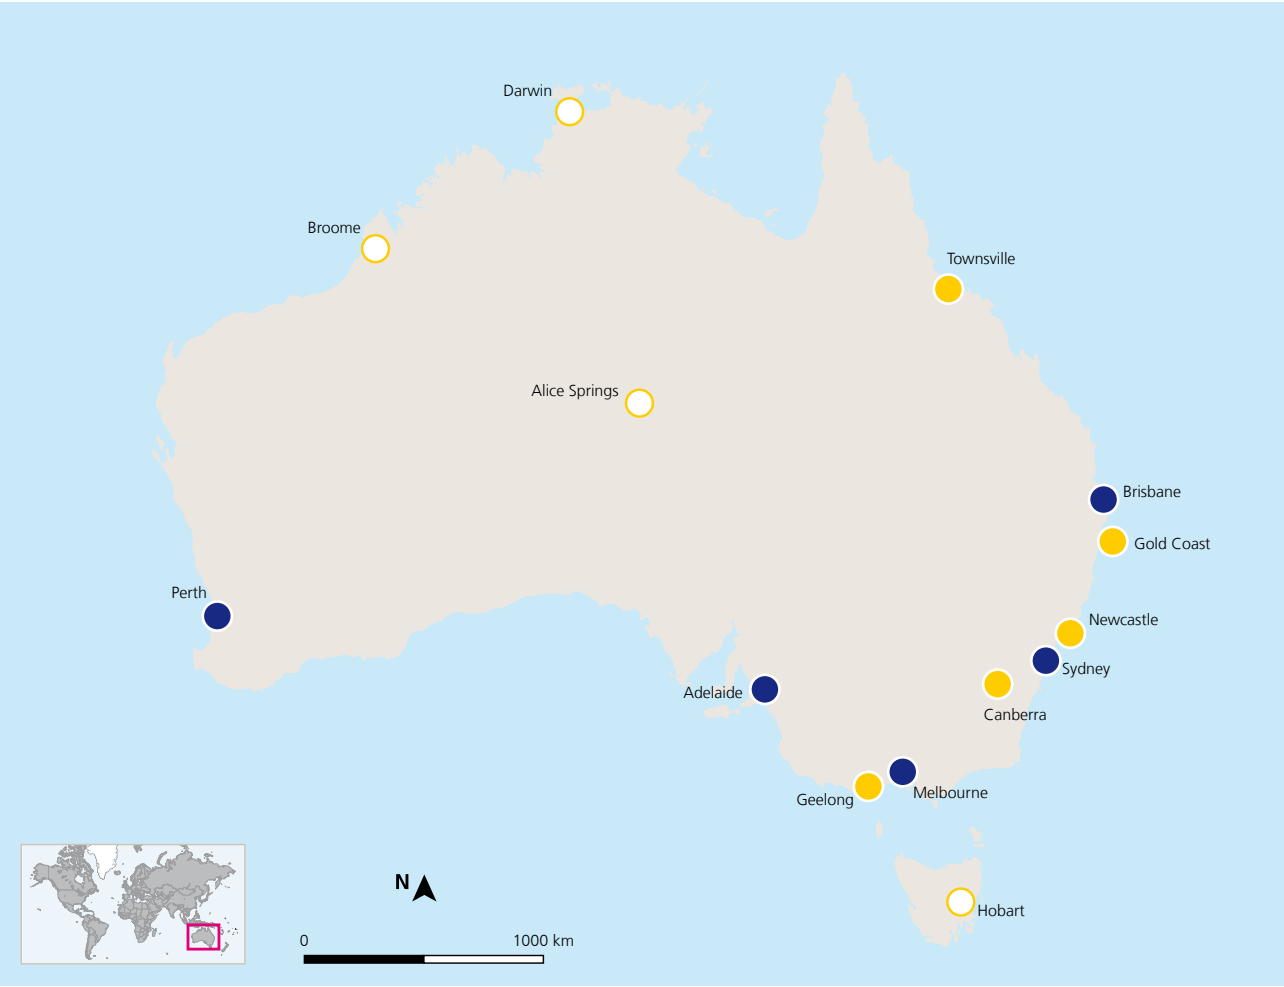 Darwin
Broome
Townsville
Alice Springs
Brisbane
Gold Coast
Perth
Newcastle
Sydney
Adelaide
Canberra
Melbourne
Geelong
N
Hobart
0 1000 km